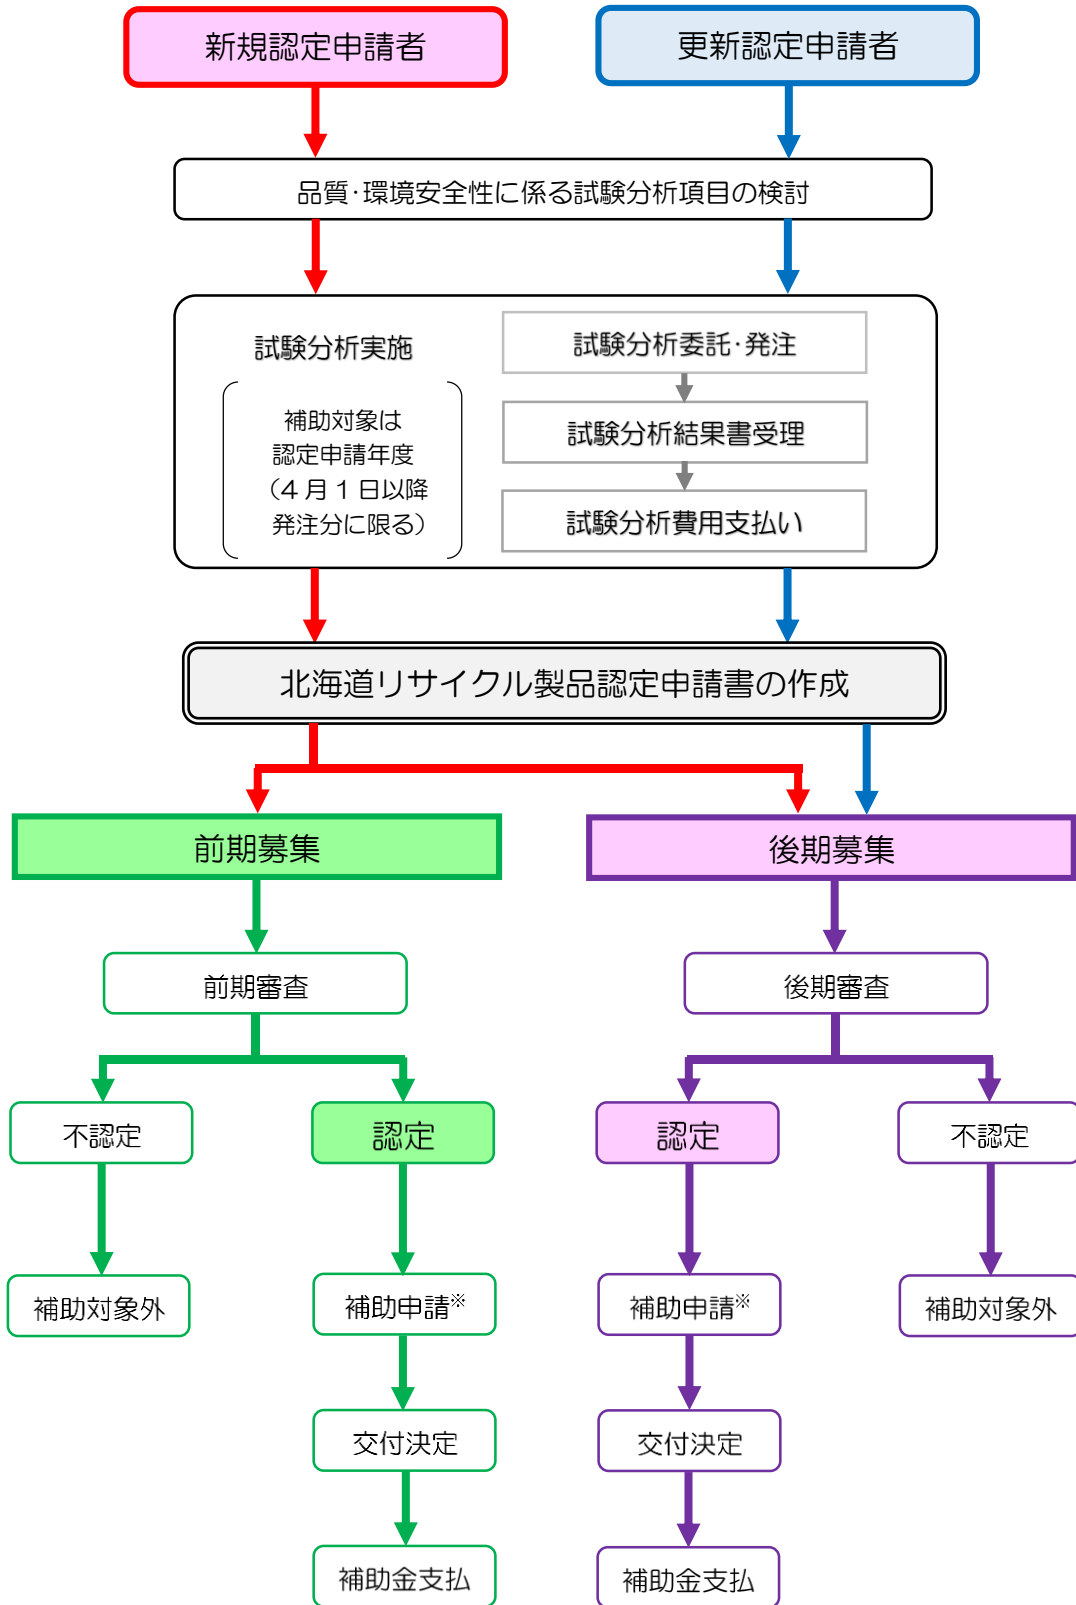 新規認定申請者
更新認定申請者
品質･環境安全性に係る試験分析項目の検討
試験分析実施
補助対象は
認定申請年度
（4月1日以降
発注分に限る）
試験分析委託･発注
試験分析結果書受理
試験分析費用支払い
北海道リサイクル製品認定申請書の作成
前期募集
後期募集
前期審査
後期審査
不認定
認定
認定
不認定
補助対象外
補助申請※
補助申請※
補助対象外
交付決定
交付決定
補助金支払
補助金支払